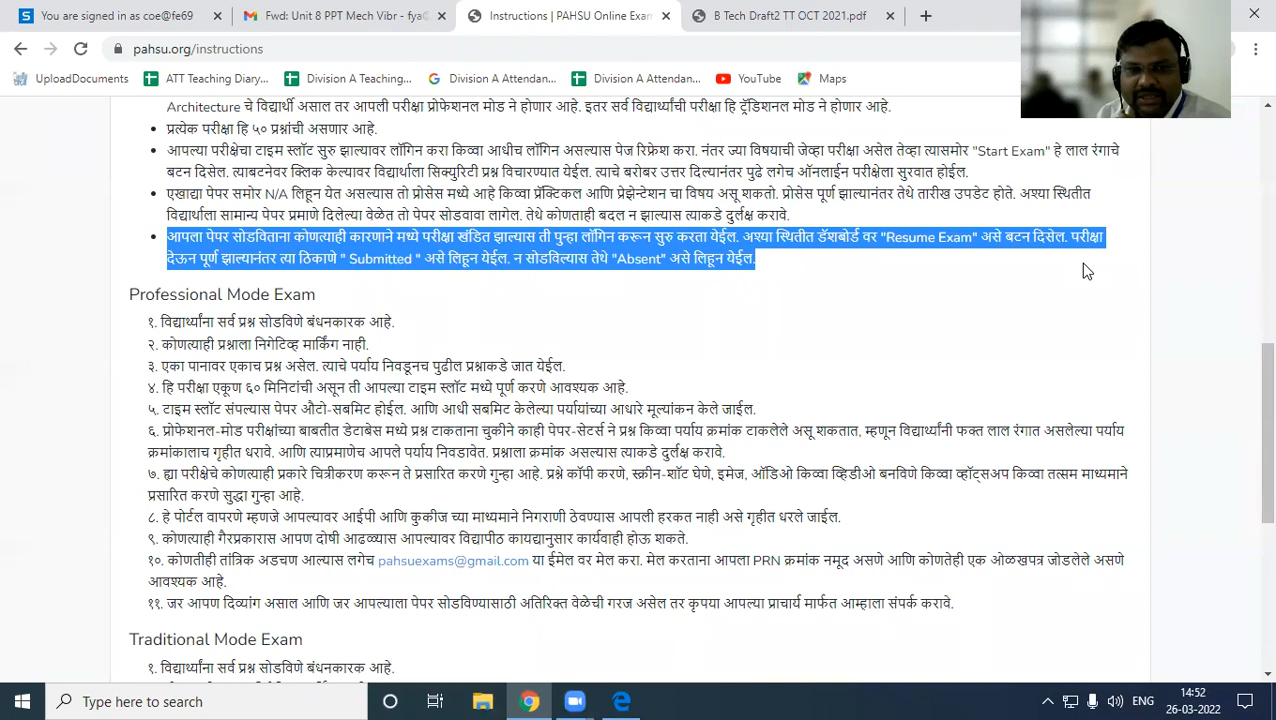 You are signed in as coe@fe69
Fwd: Unit 8 PPT Mech Vibr - fya@
Instructions | PAHSU Online Exan
B Tech Draft2 TT OCT 2021.pdf
pahsu.org/instructions
UploadDocuments
ATT Teaching Diary...
Division A Teaching...
Division A Attendan...
Division A Attendan...
YouTube
Maps
Architecture चे विद्यार्थी असाल तर आपली परीक्षा प्रोफेशनल मोड ने होणार आहे. इतर सर्व विद्यार्थ्यांची परीक्षा हि ट्रॅडिशनल मोड ने होणार आहे.
प्रत्येक परीक्षा हि ५० प्रश्नांची असणार आहे.
आपल्या परीक्षेचा टाइम स्लॉट सुरु झाल्यावर लॉगिन करा किव्वा आधीच लॉगिन असल्यास पेज रिफ्रेश करा. नंतर ज्या विषयाची जेव्हा परीक्षा असेल तेव्हा त्यासमोर "Start Exam" हे लाल रंगाचे
बटन दिसेल. त्याबटनेवर क्लिक केल्यावर विद्यार्थाला सिक्युरिटी प्रश्न विचारण्यात येईल. त्याचे बरोबर उत्तर दिल्यानंतर पुढे लगेच ऑनलाईन परीक्षेला सुरवात होईल.
एखाद्या पेपर समोर N/A लिहून येत असल्यास तो प्रोसेस मध्ये आहे किव्वा प्रॅक्टिकल आणि प्रेझेन्टेशन चा विषय असू शकतो. प्रोसेस पूर्ण झाल्यानंतर तेथे तारीख उपडेट होते. अश्या स्थितीत
विद्यार्थाला सामान्य पेपर प्रमाणे दिलेल्या वेळेत तो पेपर सोडवावा लागेल. तेथे कोणताही बदल न झाल्यास त्याकडे दुर्लक्ष करावे.
आपला पेपर सोडविताना कोणत्याही कारणाने मध्ये परीक्षा खंडित झाल्यास ती पुन्हा लॉगिन करून सुरु करता येईल. अश्या स्थितीत डॅशबोर्ड वर "Resume Exam" असे बटन दिसेल. परीक्षा
देऊन पूर्ण झाल्यानंतर त्या ठिकाणे " Submitted " असे लिहून येईल. न सोडविल्यास तेथे "Absent" असे लिहून येईल.
Professional Mode Exam
१. विद्यार्थ्यांना सर्व प्रश्न सोडविणे बंधनकारक आहे.
२. कोणत्याही प्रश्नाला निगेटिव्ह मार्किंग नाही.
३. एका पानावर एकाच प्रश्न असेल. त्याचे पर्याय निवडूनच पुढील प्रश्नाकडे जात येईल.
४. हि परीक्षा एकूण ६० मिनिटांची असून ती आपल्या टाइम स्लॉट मध्ये पूर्ण करणे आवश्यक आहे.
५. टाइम स्लॉट संपल्यास पेपर औटो-सबमिट होईल. आणि आधी सबमिट केलेल्या पर्यायांच्या आधारे मूल्यांकन केले जाईल.
६. प्रोफेशनल-मोड परीक्षांच्या बाबतीत डेटाबेस मध्ये प्रश्न टाकताना चुकीने काही पेपर-सेटर्स ने प्रश्न किव्वा पर्याय क्रमांक टाकलेले असू शकतात, म्हणून विद्यार्थ्यांनी फक्त लाल रंगात असलेल्या पर्याय
क्रमांकालाच गृहीत धरावे. आणि त्याप्रमाणेच आपले पर्याय निवडावेत. प्रश्नाला क्रमांक असल्यास त्याकडे दुर्लक्ष करावे.
७. ह्या परीक्षेचे कोणत्याही प्रकारे चित्रीकरण करून ते प्रसारित करणे गुन्हा आहे. प्रश्ने कॉपी करणे, स्क्रीन-शॉट घेणे, इमेज, ऑडिओ किव्वा व्हिडीओ बनविणे किव्वा व्हॉट्सअप किव्वा तत्सम माध्यमाने
प्रसारित करणे सुद्धा गुन्हा आहे.
८. हे पोर्टल वापरणे म्हणजे आपल्यावर आईपी आणि कुकीज च्या माध्यमाने निगराणी ठेवण्यास आपली हरकत नाही असे गृहीत धरले जाईल.
९. कोणत्याही गैरप्रकारास आपण दोषी आढळ्यास आपल्यावर विद्यापीठ कायद्यानुसार कार्यवाही होऊ शकते.
१०. कोणतीही तांत्रिक अडचण आल्यास लगेच pahsuexams@gmail.com या ईमेल वर मेल करा. मेल करताना आपला PRN क्रमांक नमूद असणे आणि कोणतेही एक ओळखपत्र जोडलेले असणे
आवश्यक आहे.
११. जर आपण दिव्यांग असाल आणि जर आपल्याला पेपर सोडविण्यासाठी अतिरिक्त वेळेची गरज असेल तर कृपया आपल्या प्राचार्य मार्फत आम्हाला संपर्क करावे.
Traditional Mode Exam
१. विद्यार्थ्यांना सर्व प्रश्न सोडविणे बंधनकारक आहे.
Type here to search
ENG
14:52
26-03-2022